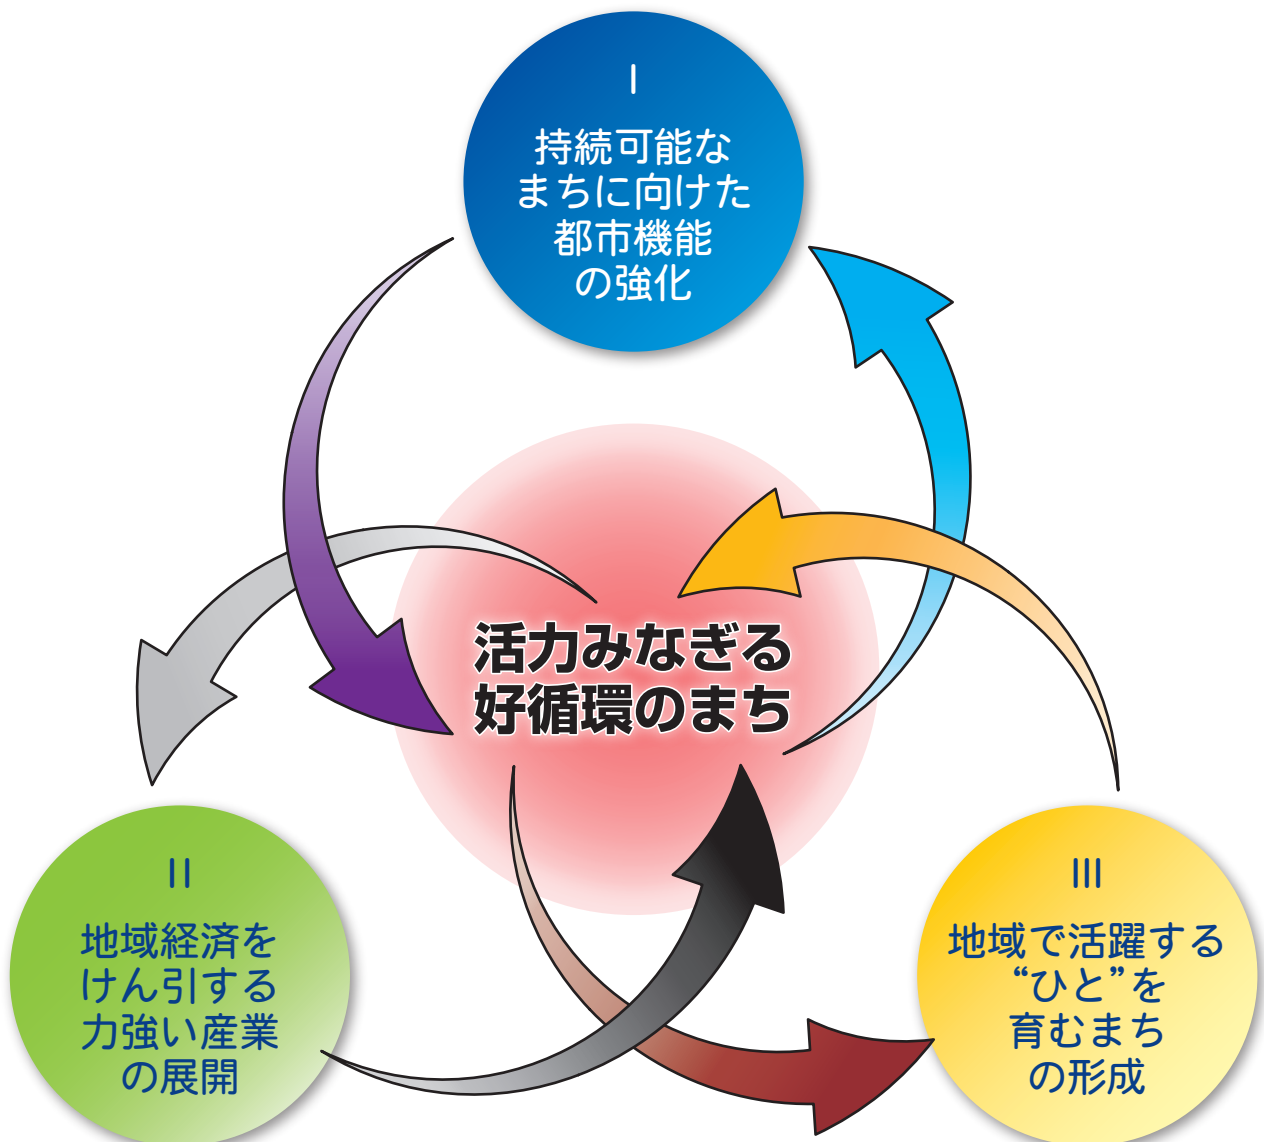 I
持続可能な
まちに向けた
都市機能
の強化
活力みなぎる
好循環のまち
II
地域経済を
けん引する
力強い産業
の展開
III
地域で活躍する
“ひと”を
育むまち
の形成